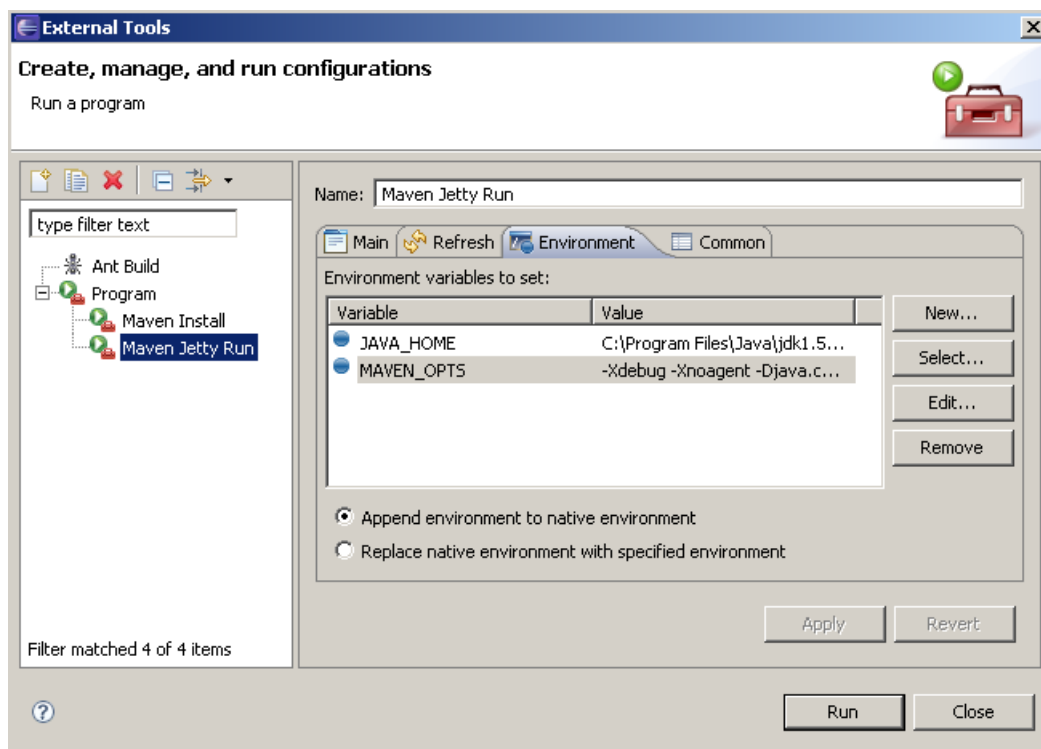 External Tools
Create, manage, and run configurations
Run a program
type filter text
Ant Build
Program
Maven Install
Maven Jetty Run
Filter matched 4 of 4 items
Name: Maven Jetty Run
Main Refresh Environment Common
Environment variables to set:
Variable Value
JAVA_HOME C:\Program Files\Java\jdk1.5...
MAVEN_OPTS -Xdebug -Xnoagent -Djava.c...
New...
Select...
Edit...
Remove
Append environment to native environment
Replace native environment with specified environment
Apply Revert
Run Close